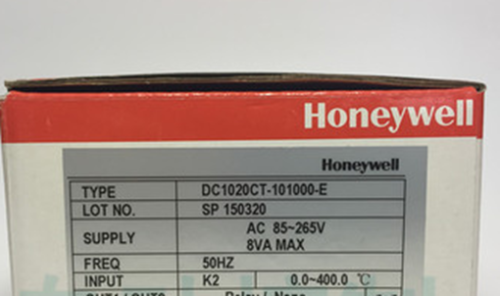 Honeywell
Honeywell
TYPE DC1020CT-101000-E
LOT NO. SP 150320
SUPPLY AC 85~265V
8VA MAX
FREQ 50HZ
INPUT K2 0.0~400.0 ℃